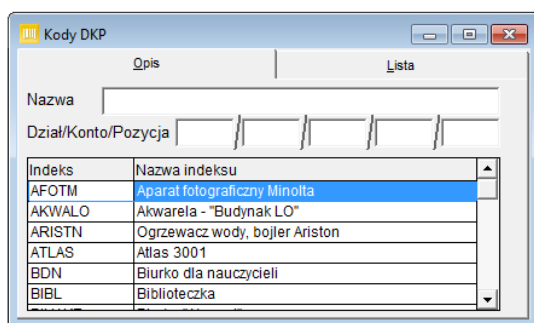 Kody DKP
Opis Lista
Nazwa
Dział/Konto/Pozycja / / / /
Indeks Nazwa indeksu
AFOTM Aparat fotograficzny Minolta
AKWALO Akwarela - "Budynak LO"
ARISTN Ogrzewacz wody, bojler Ariston
ATLAS Atlas 3001
BDN Biurko dla nauczycieli
BIBL Biblioteczka